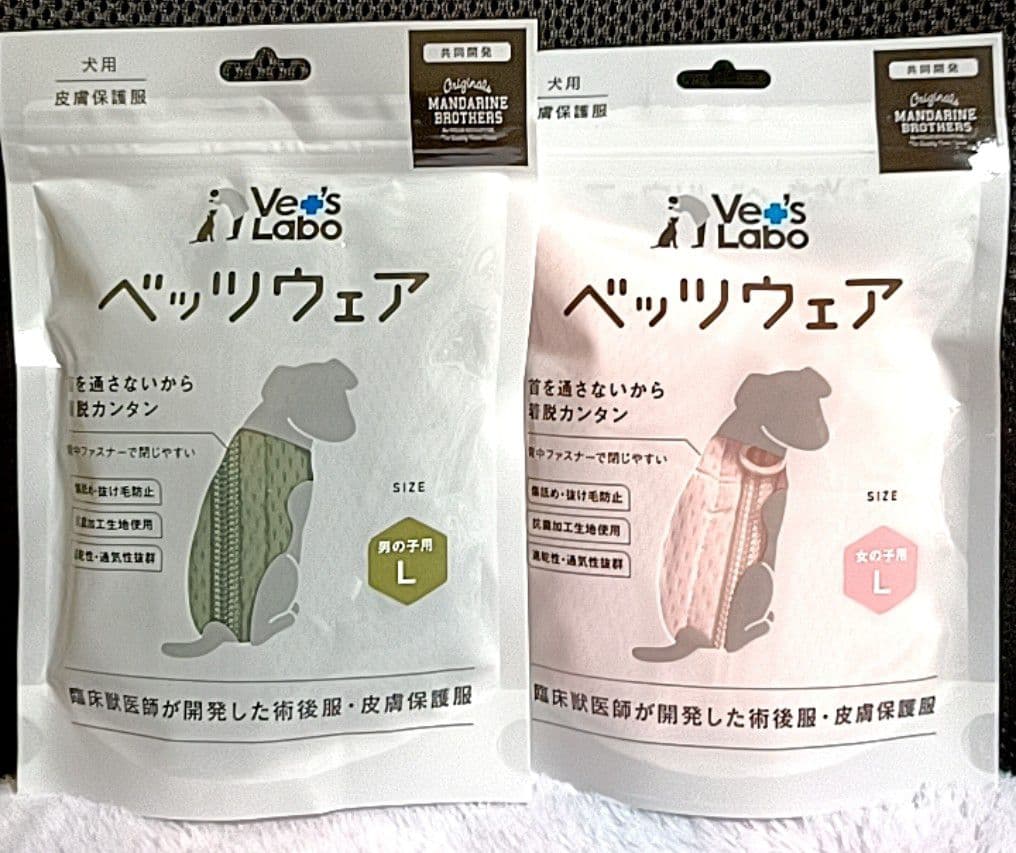 犬用
皮膚保護服
共同開発
Original
MANDARINE
BROTHERS
Vet's
Labo
ベッツウェア
を通さないから
脱カンタン
中ファスナーで閉じやすい
傷舐め・抜け毛防止
抗菌加工生地使用
速乾性・通気性抜群
SIZE
男の子用
L
臨床獣医師が開発した術後服・皮膚保護服
犬用
膚保護服
共同開発
Original
MANDARINE
BROTHERS
Vet's
Labo
ベッツウェア
首を通さないから
着脱カンタン
背中ファスナーで閉じやすい
傷舐め・抜け毛防止
抗菌加工生地使用
速乾性・通気性抜群
SIZE
女の子用
L
臨床獣医師が開発した術後服・皮膚保護服